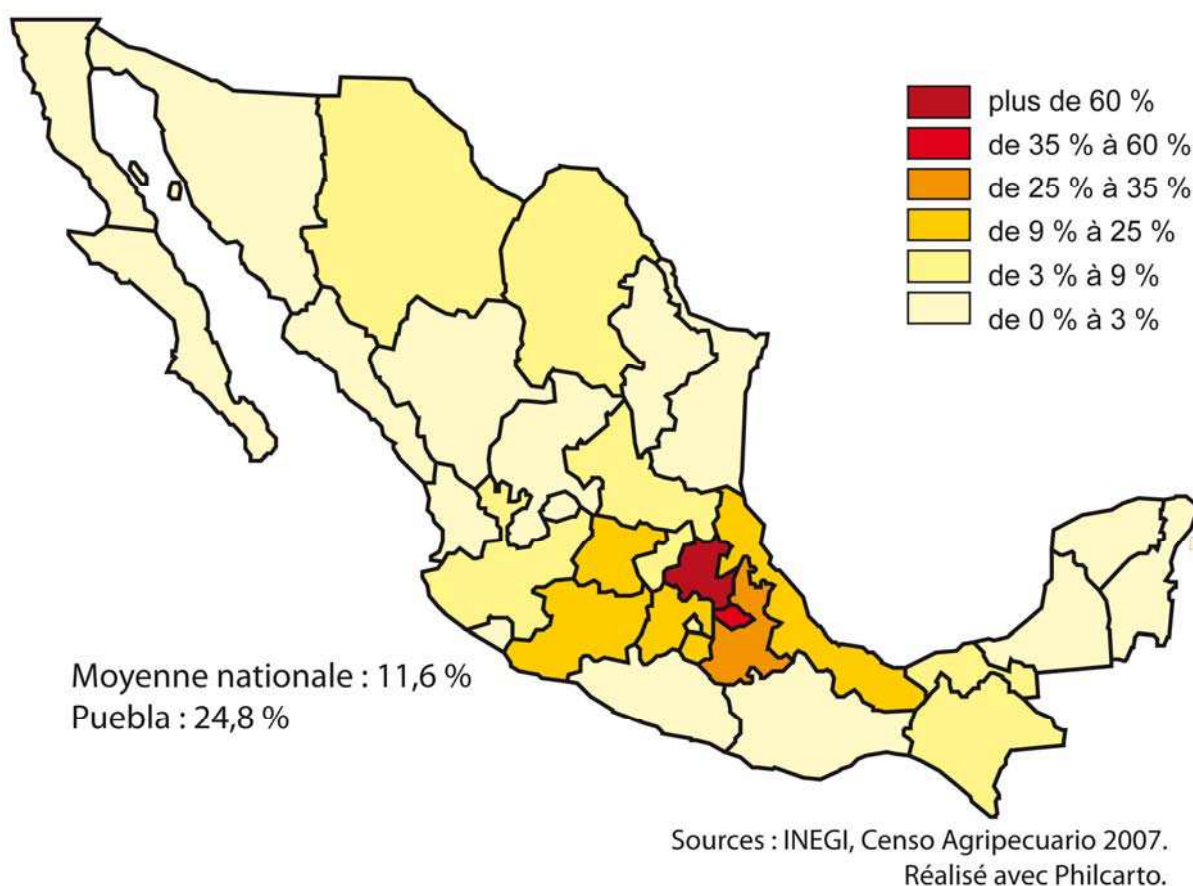 plus de 60 %
de 35 % à 60 %
de 25 % à 35 %
de 9 % à 25 %
de 3 % à 9 %
de 0 % à 3 %
Moyenne nationale : 11,6 %
Puebla : 24,8 %
Sources : INEGI, Censo Agripecuario 2007.
Réalisé avec Philcarto.